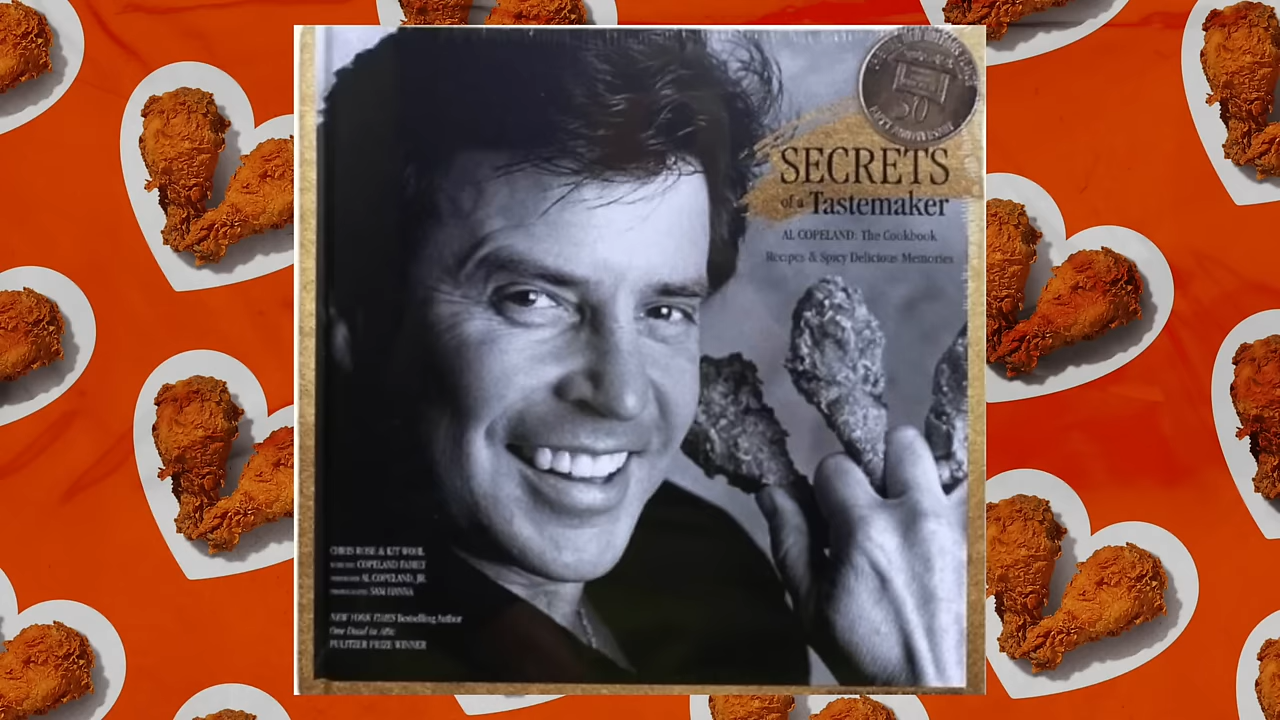 50
SECRETS
of a Tastemaker
AL COPELAND: The Cookbook
Recipes & Spicy Delicious Memories
CHRIS ROSE & KIT WOHL
COPELAND FAMILY
AL COPELAND, JR.
SAM HANNA
NEW YORK TIMES Bestselling Author
One Dead in Attic
PULITZER PRIZE WINNER